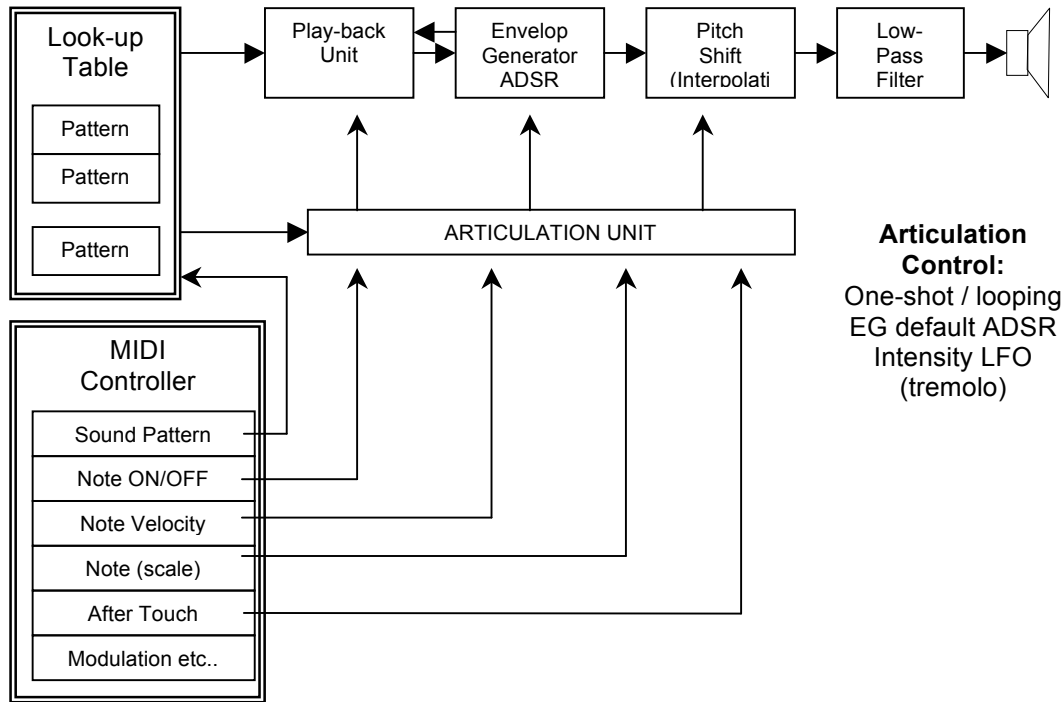 Look-up
Table
Pattern
Pattern
Pattern
Play-back
Unit
Envelop
Generator
ADSR
Pitch
Shift
(Interpolati
Low-
Pass
Filter
ARTICULATION UNIT
Articulation
Control:
One-shot / looping
EG default ADSR
Intensity LFO
(tremolo)
MIDI
Controller
Sound Pattern
Note ON/OFF
Note Velocity
Note (scale)
After Touch
Modulation etc..